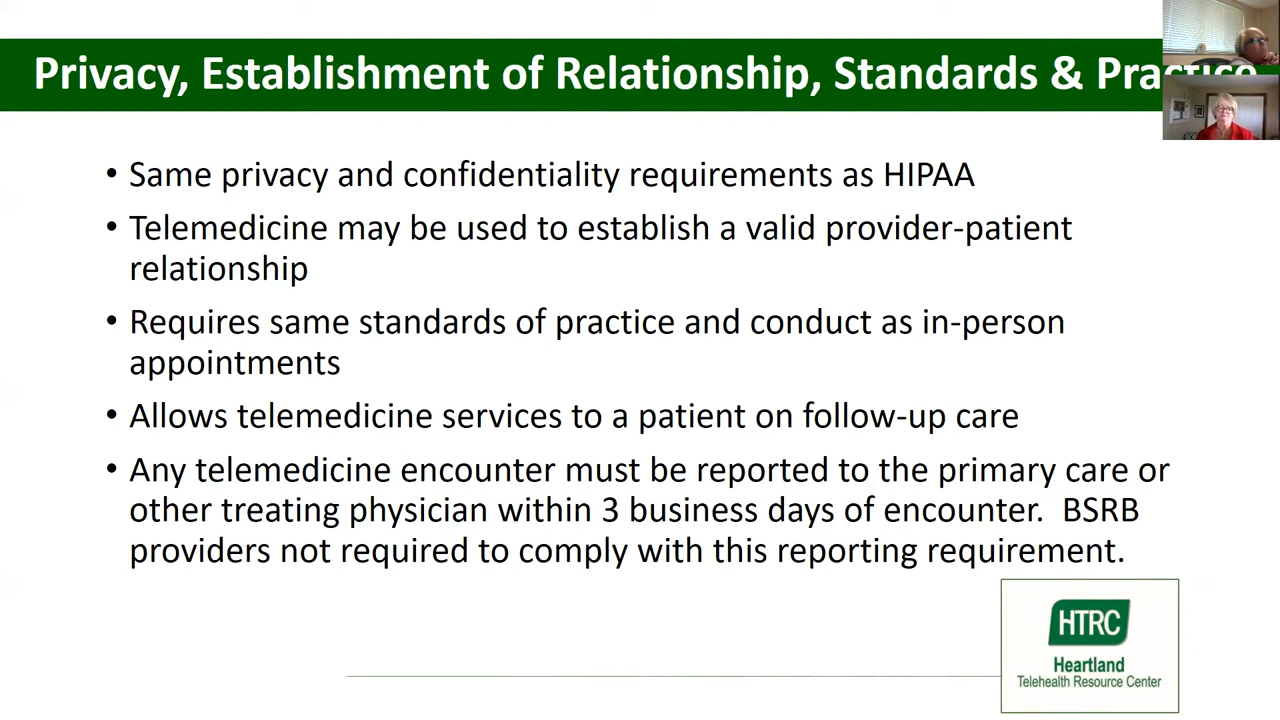 Privacy, Establishment of Relationship, Standards & Practice
• Same privacy and confidentiality requirements as HIPAA
• Telemedicine may be used to establish a valid provider-patient
relationship
• Requires same standards of practice and conduct as in-person
appointments
• Allows telemedicine services to a patient on follow-up care
• Any telemedicine encounter must be reported to the primary care or
other treating physician within 3 business days of encounter.  BSRB
providers not required to comply with this reporting requirement.
HTRC
Heartland
Telehealth Resource Center